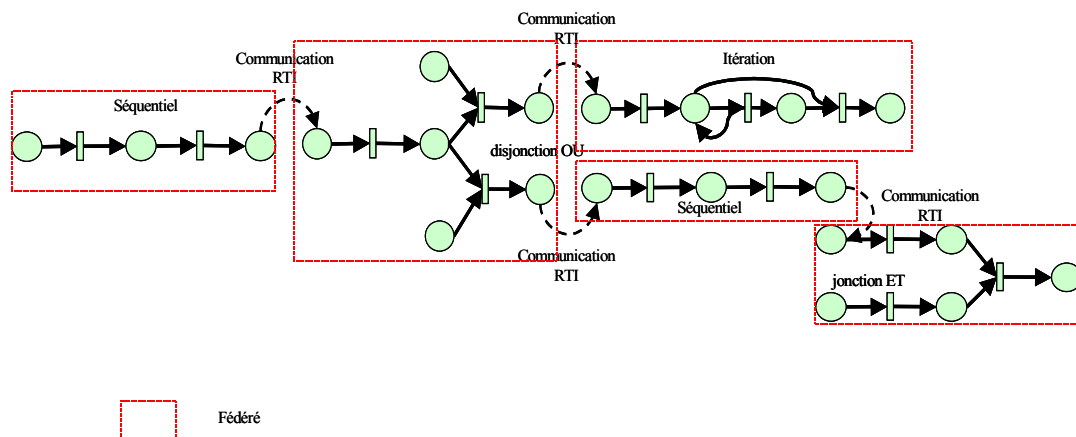 Communication
RTI
Communication
RTI
Séquentiel
Itération
disjonction OU
Séquentiel
Communication
RTI
Communication
RTI
jonction ET
Fédéré